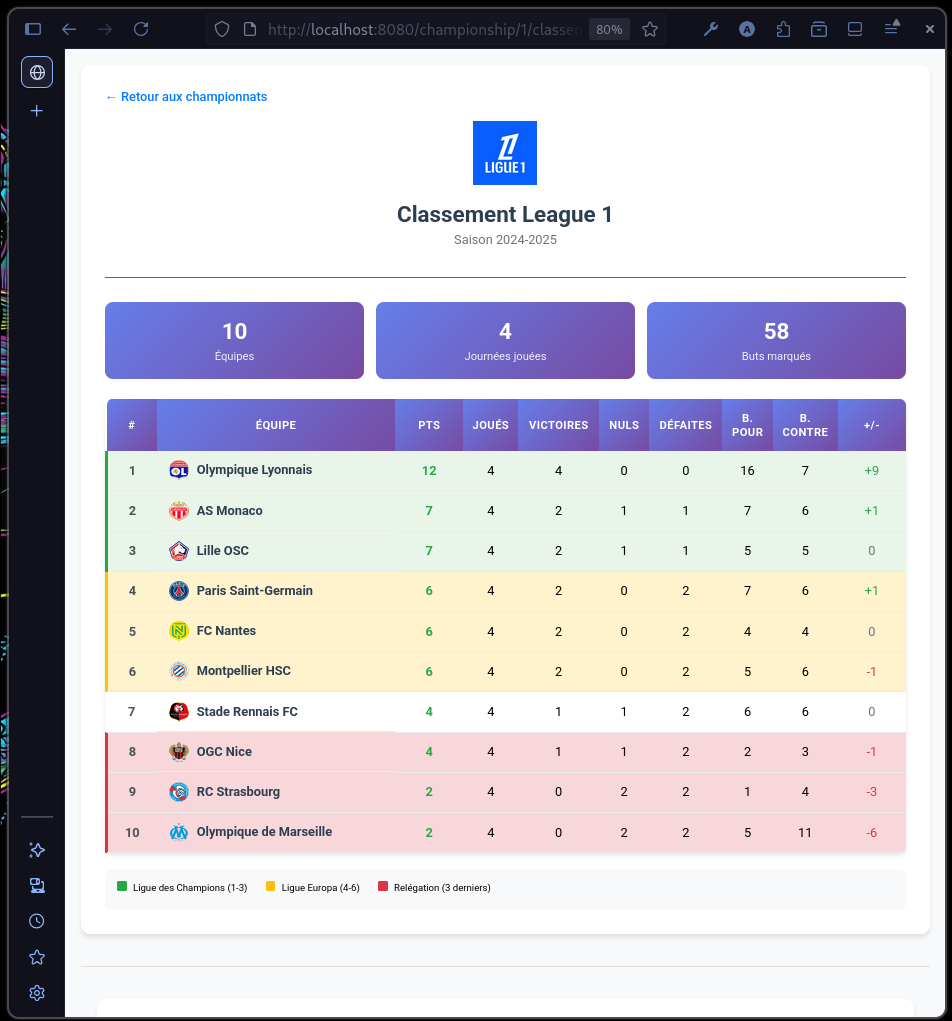 http://localhost:8080/championship/1/classe
80%
A
← Retour aux championnats
LIGUE 1
Classement League 1
Saison 2024-2025
10 4 58
Équipes Journées jouées Buts marqués
# ÉQUIPE PTS JOUÉS VICTOIRES NULS DÉFAITES B. POUR B. CONTRE +/-
1 Olympique Lyonnais 12 4 4 0 0 16 7 +9
2 AS Monaco 7 4 2 1 1 7 6 +1
3 Lille OSC 7 4 2 1 1 5 5 0
4 Paris Saint-Germain 6 4 2 0 2 7 6 +1
5 FC Nantes 6 4 2 0 2 4 4 0
6 Montpellier HSC 6 4 2 0 2 5 6 -1
7 Stade Rennais FC 4 4 1 1 2 6 6 0
8 OGC Nice 4 4 1 1 2 2 3 -1
9 RC Strasbourg 2 4 0 2 2 1 4 -3
10 Olympique de Marseille 2 4 0 2 2 5 11 -6
Ligue des Champions (1-3) Ligue Europa (4-6) Relégation (3 derniers)